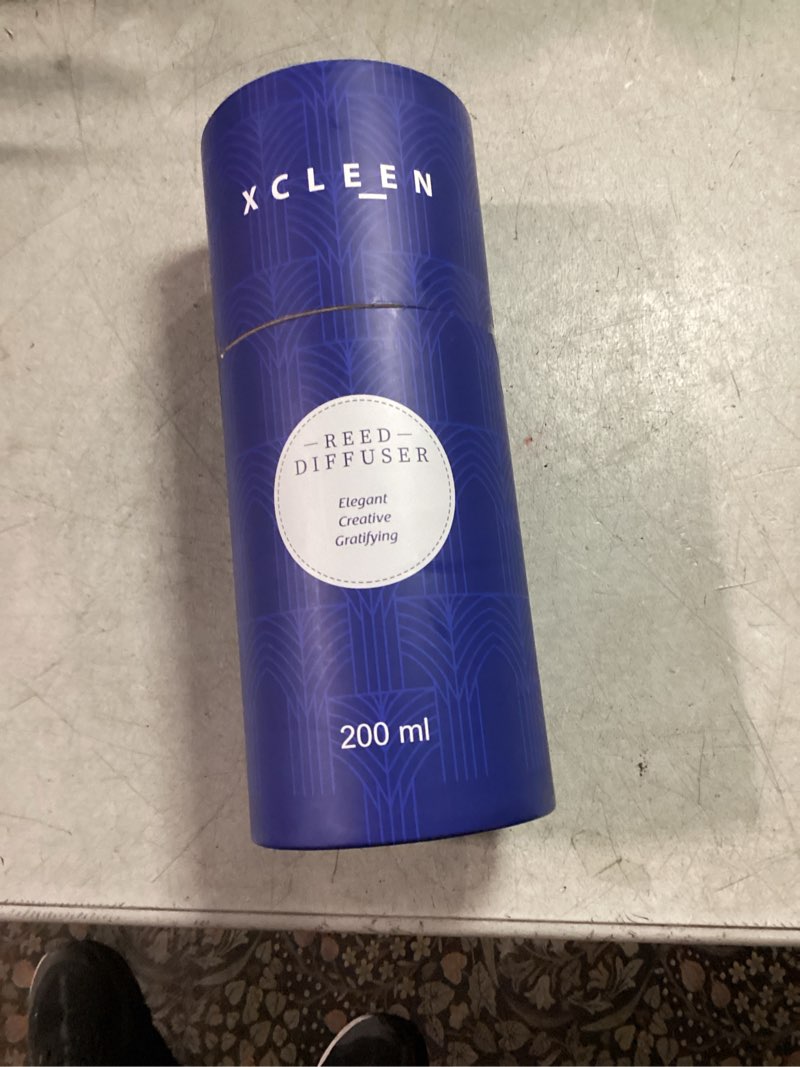 XCLEEN
—REED—
DIFFUSER
Elegant
Creative
Gratifying
200 ml